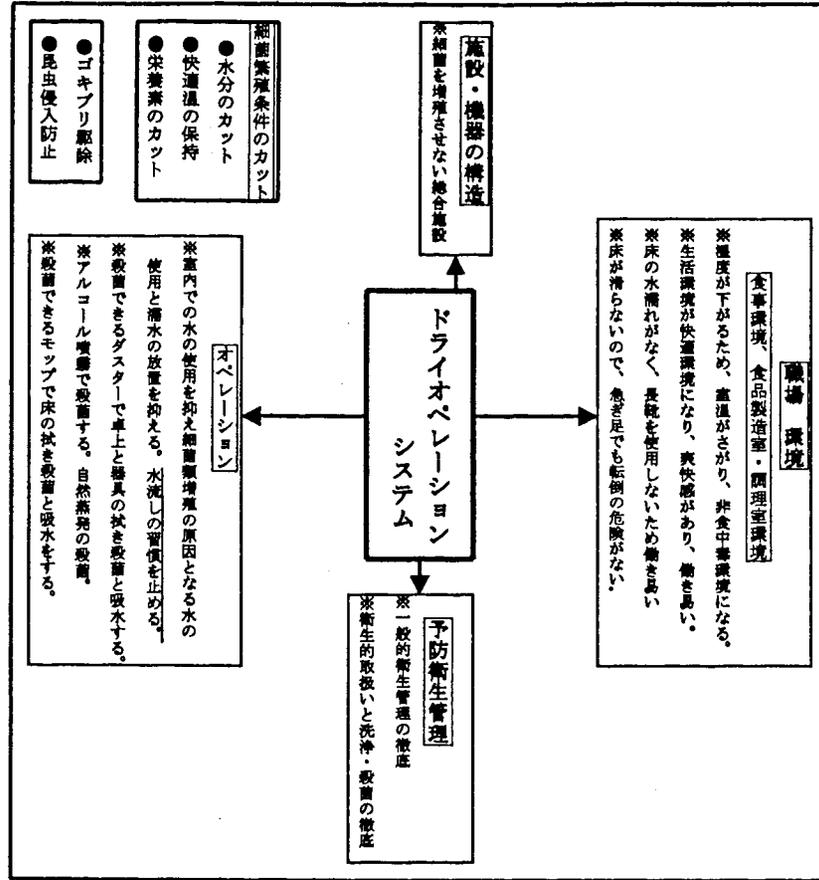 職場　環境
食事環境、食品製造室・調理室環境
※湿度が下がるため、室温がさがり、非食中毒環境になる。
※生活環境が快適環境になり、爽快感があり、働き易い。
※床の水濡れがなく、長靴を使用しないため働き易い
※床が滑らないので、急ぎ足でも転倒の危険がない.
施設・機器の構造
※細菌を増殖させない総合施設
ドライオペレーション
システム
予防衛生管理
※一般的衛生管理の徹底
※衛生的取扱いと洗浄・殺菌の徹底
細菌繁殖条件のカット
●水分のカット
●快適温の保持
●栄養素のカット
●ゴキブリ駆除
●昆虫侵入防止
オペレーション
※室内での水の使用を抑え細菌類増殖の原因となる水の
使用と溜水の放置を抑える。水流しの習慣を止める。
※殺菌できるダスターで卓上と器具の拭き殺菌と吸水する。
※アルコール噴霧で殺菌する。自然蒸発の殺菌。
※殺菌できるモップで床の拭き殺菌と吸水をする。